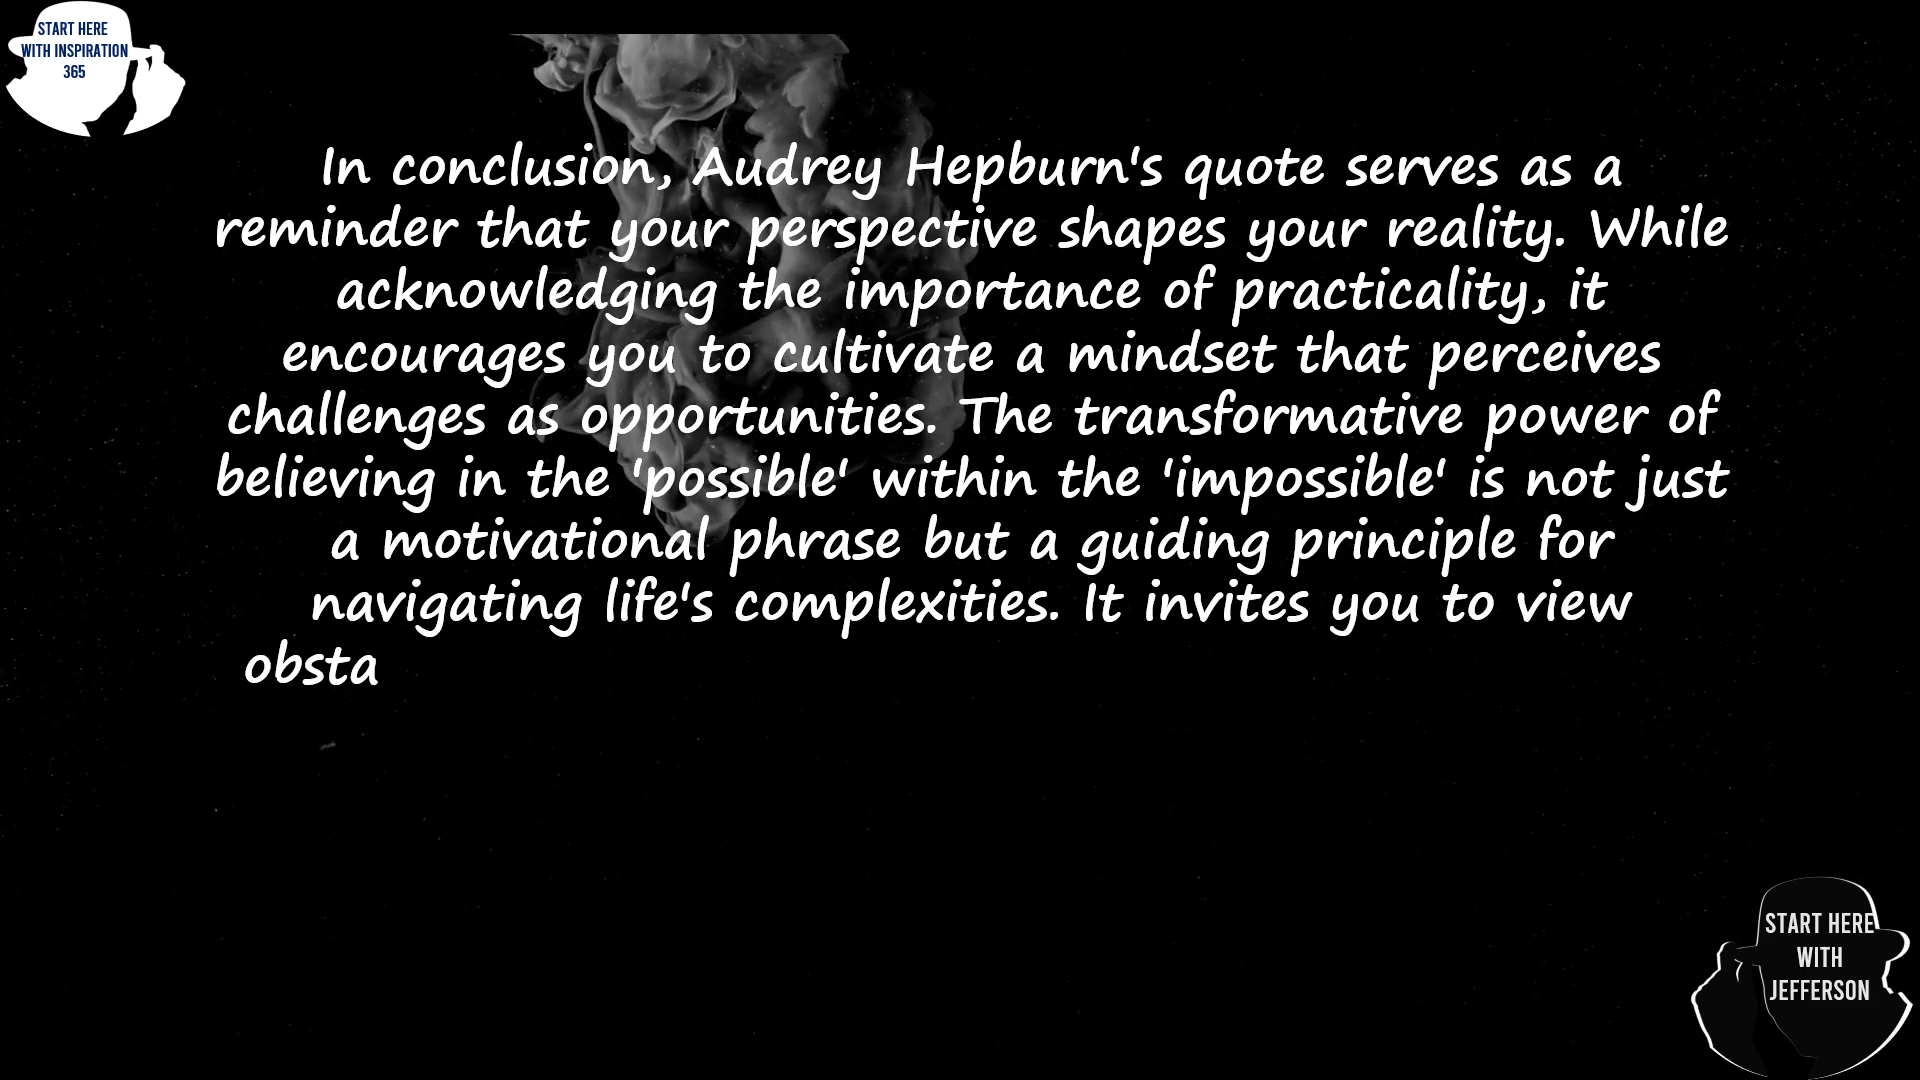 START HERE
WITH INSPIRATION
365
In conclusion, Audrey Hepburn's quote serves as a
reminder that your perspective shapes your reality. While
acknowledging the importance of practicality, it
encourages you to cultivate a mindset that perceives
challenges as opportunities. The transformative power of
believing in the 'possible' within the 'impossible' is not just
a motivational phrase but a guiding principle for
navigating life's complexities. It invites you to view
obsta
START HERE
WITH
JEFFERSON